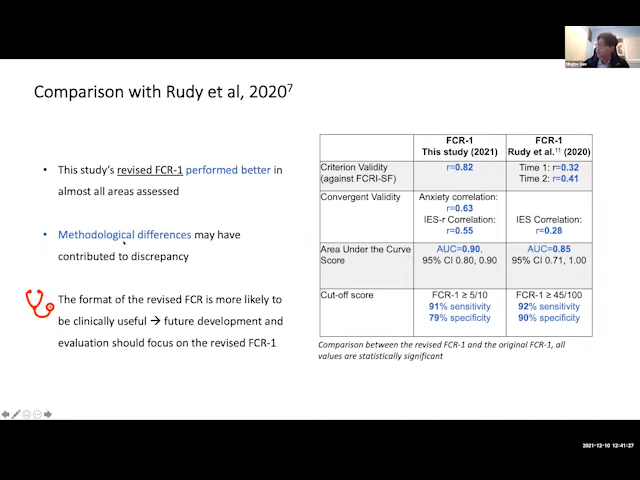 Comparison with Rudy et al, 2020⁷
• This study's revised FCR-1 performed better in
almost all areas assessed
• Methodological differences may have
contributed to discrepancy
The format of the revised FCR is more likely to
be clinically useful → future development and
evaluation should focus on the revised FCR-1
FCR-1 FCR-1
This study (2021) Rudy et al.¹¹ (2020)
Criterion Validity r=0.82 Time 1: r=0.32
(against FCRI-SF) Time 2: r=0.41
Convergent Validity Anxiety correlation:
r=0.63
IES-r Correlation: IES Correlation:
r=0.55 r=0.28
Area Under the Curve AUC=0.90, AUC=0.85
Score 95% CI 0.80, 0.90 95% CI 0.71, 1.00
Cut-off score FCR-1 ≥ 5/10 FCR-1 ≥ 45/100
91% sensitivity 92% sensitivity
79% specificity 90% specificity
Comparison between the revised FCR-1 and the original FCR-1, all
values are statistically significant
2021-12-10 12:41:27